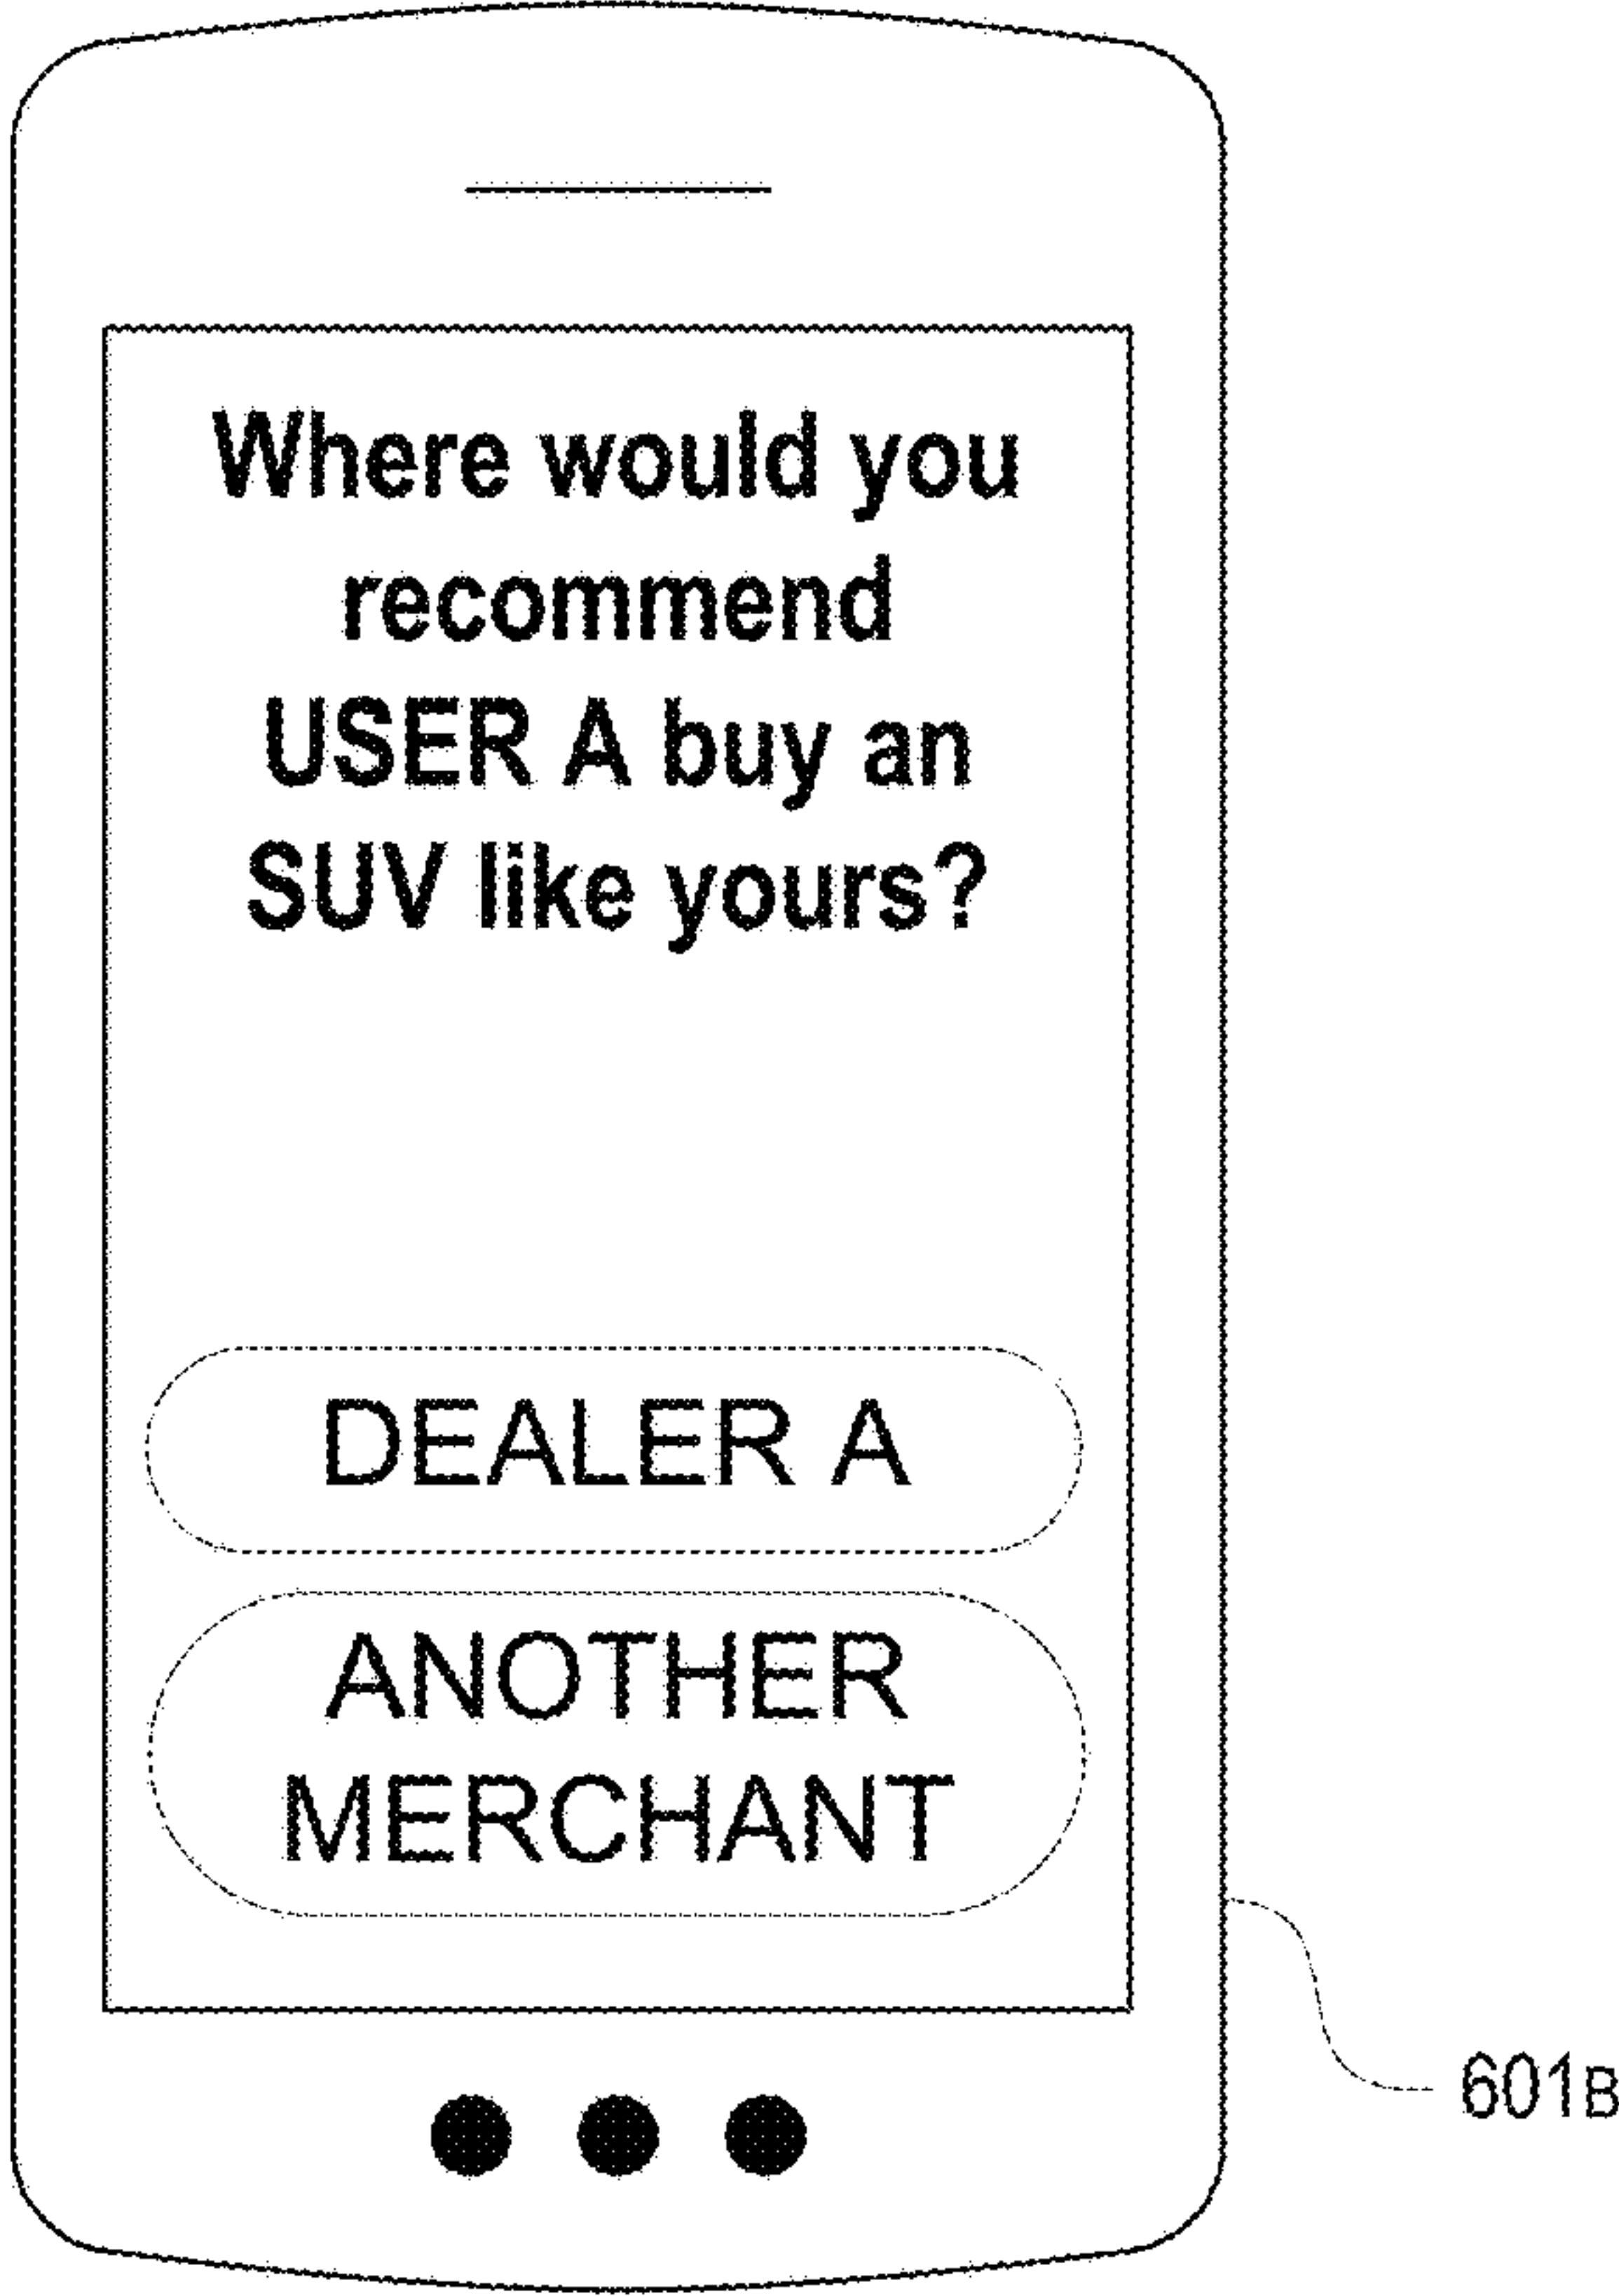 Where would you
recommend
USER A buy an
SUV like yours?
DEALER A
ANOTHER
MERCHANT
601B